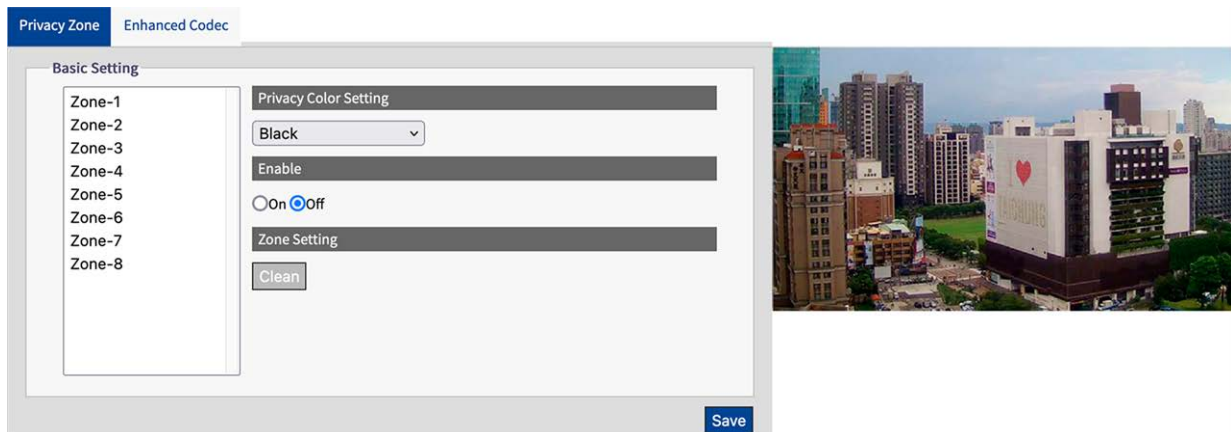 Privacy Zone
Enhanced Codec
Basic Setting
Zone-1
Zone-2
Zone-3
Zone-4
Zone-5
Zone-6
Zone-7
Zone-8
Privacy Color Setting
Black
Enable
On Off
Zone Setting
Clean
I
TAICHUNG
Save